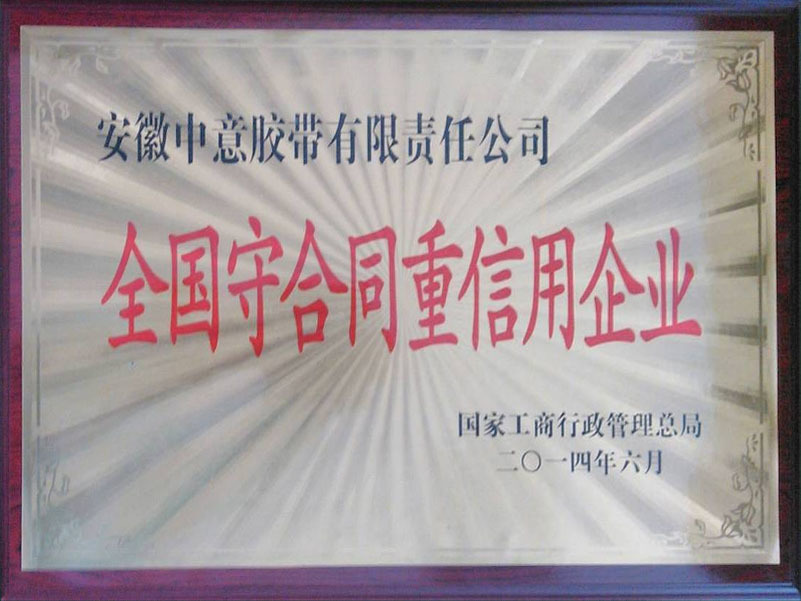 安徽中意胶带有限责任公司
全国守合同重信用企业
国家工商行政管理总局
二〇一四年六月